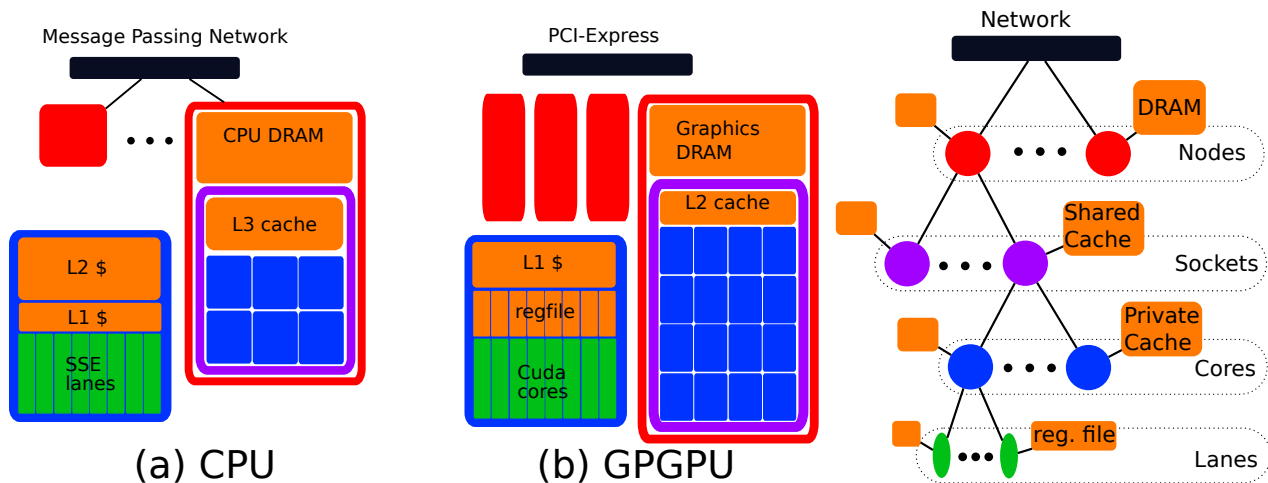 Message Passing Network
CPU DRAM
L3 cache
L2 $
L1 $
SSE
lanes
(a) CPU
PCI-Express
Graphics
DRAM
L2 cache
L1 $
regfile
Cuda
cores
(b) GPGPU
Network
DRAM
Nodes
Shared
Cache
Sockets
Private
Cache
Cores
reg. file
Lanes